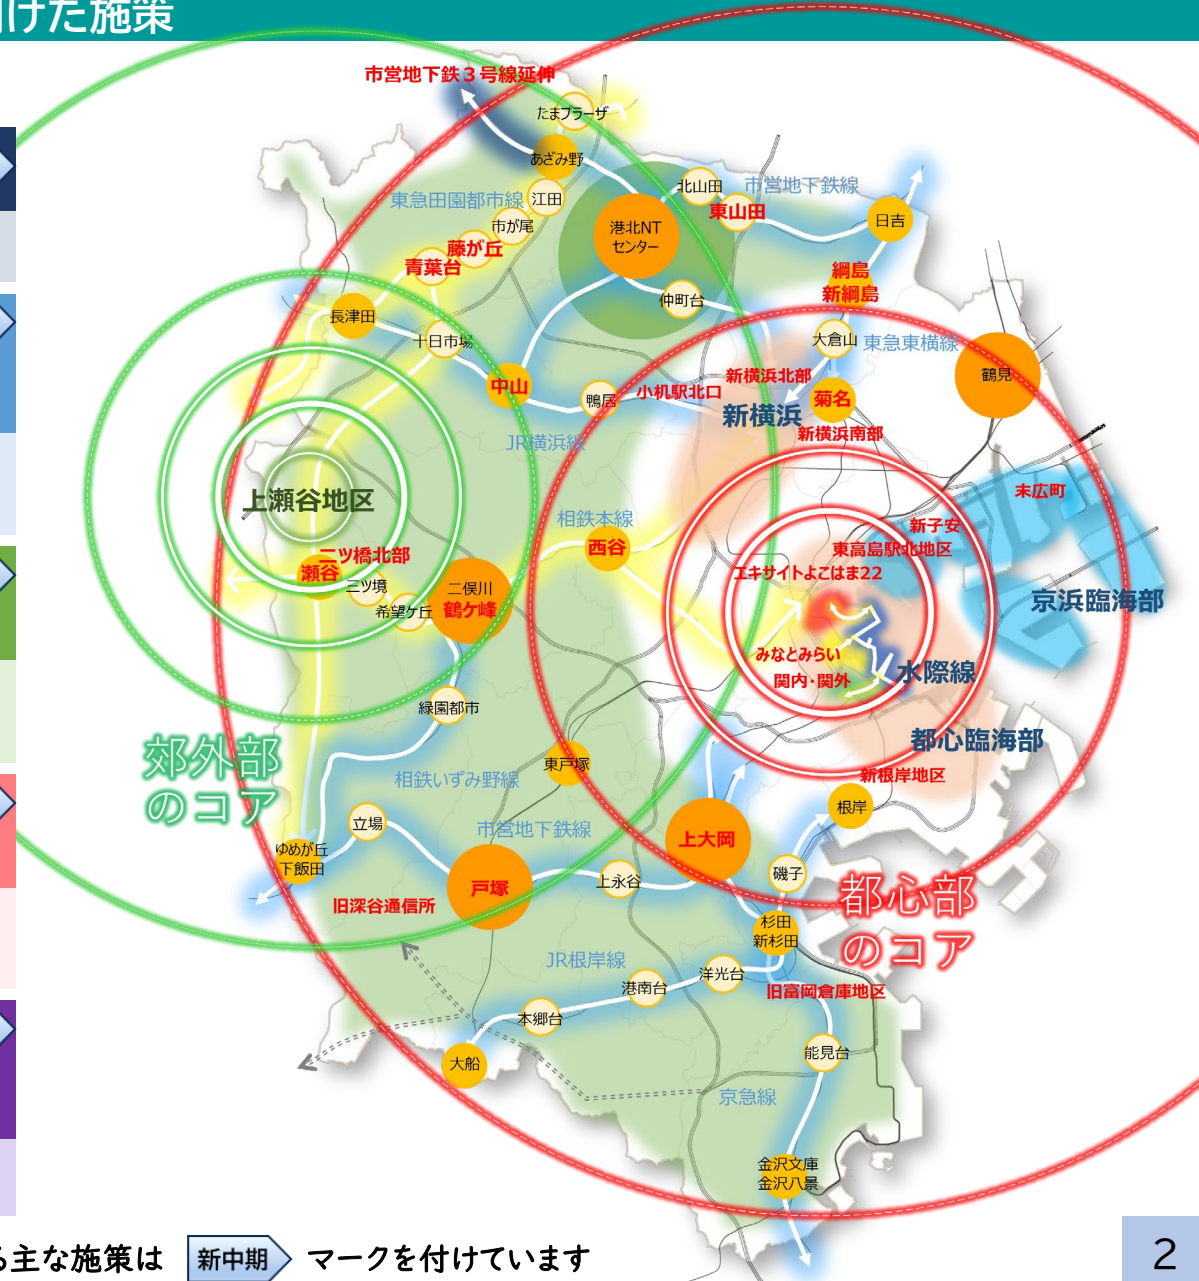 けた施策
市営地下鉄３号線延伸
たまプラーザ
あざみ野
北山田
市営地下鉄線
東急田園都市線
江田
東山田
市が尾
港北NT
センター
日吉
藤が丘
青葉台
綱島
新綱島
仲町台
長津田
十日市場
大倉山
東急東横線
新横浜北部
鶴見
中山
小机駅北口
鴨居
菊名
新横浜
新横浜南部
JR横浜線
上瀬谷地区
末広町
相鉄本線
新子安
西谷
東高島駅北地区
二ツ橋北部
瀬谷
エキサイトよこはま22
三ツ境
二俣川
鶴ケ峰
希望ケ丘
京浜臨海部
みなとみらい
関内・関外
水際線
緑園都市
都心臨海部
郊外部
のコア
東戸塚
新根岸地区
相鉄いずみ野線
根岸
立場
市営地下鉄線
上大岡
ゆめが丘
下飯田
磯子
上永谷
戸塚
都心部
のコア
旧深谷通信所
杉田
新杉田
JR根岸線
洋光台
港南台
旧富岡倉庫地区
本郷台
能見台
大船
京急線
金沢文庫
金沢八景
る主な施策は 新中期 マークを付けています
2